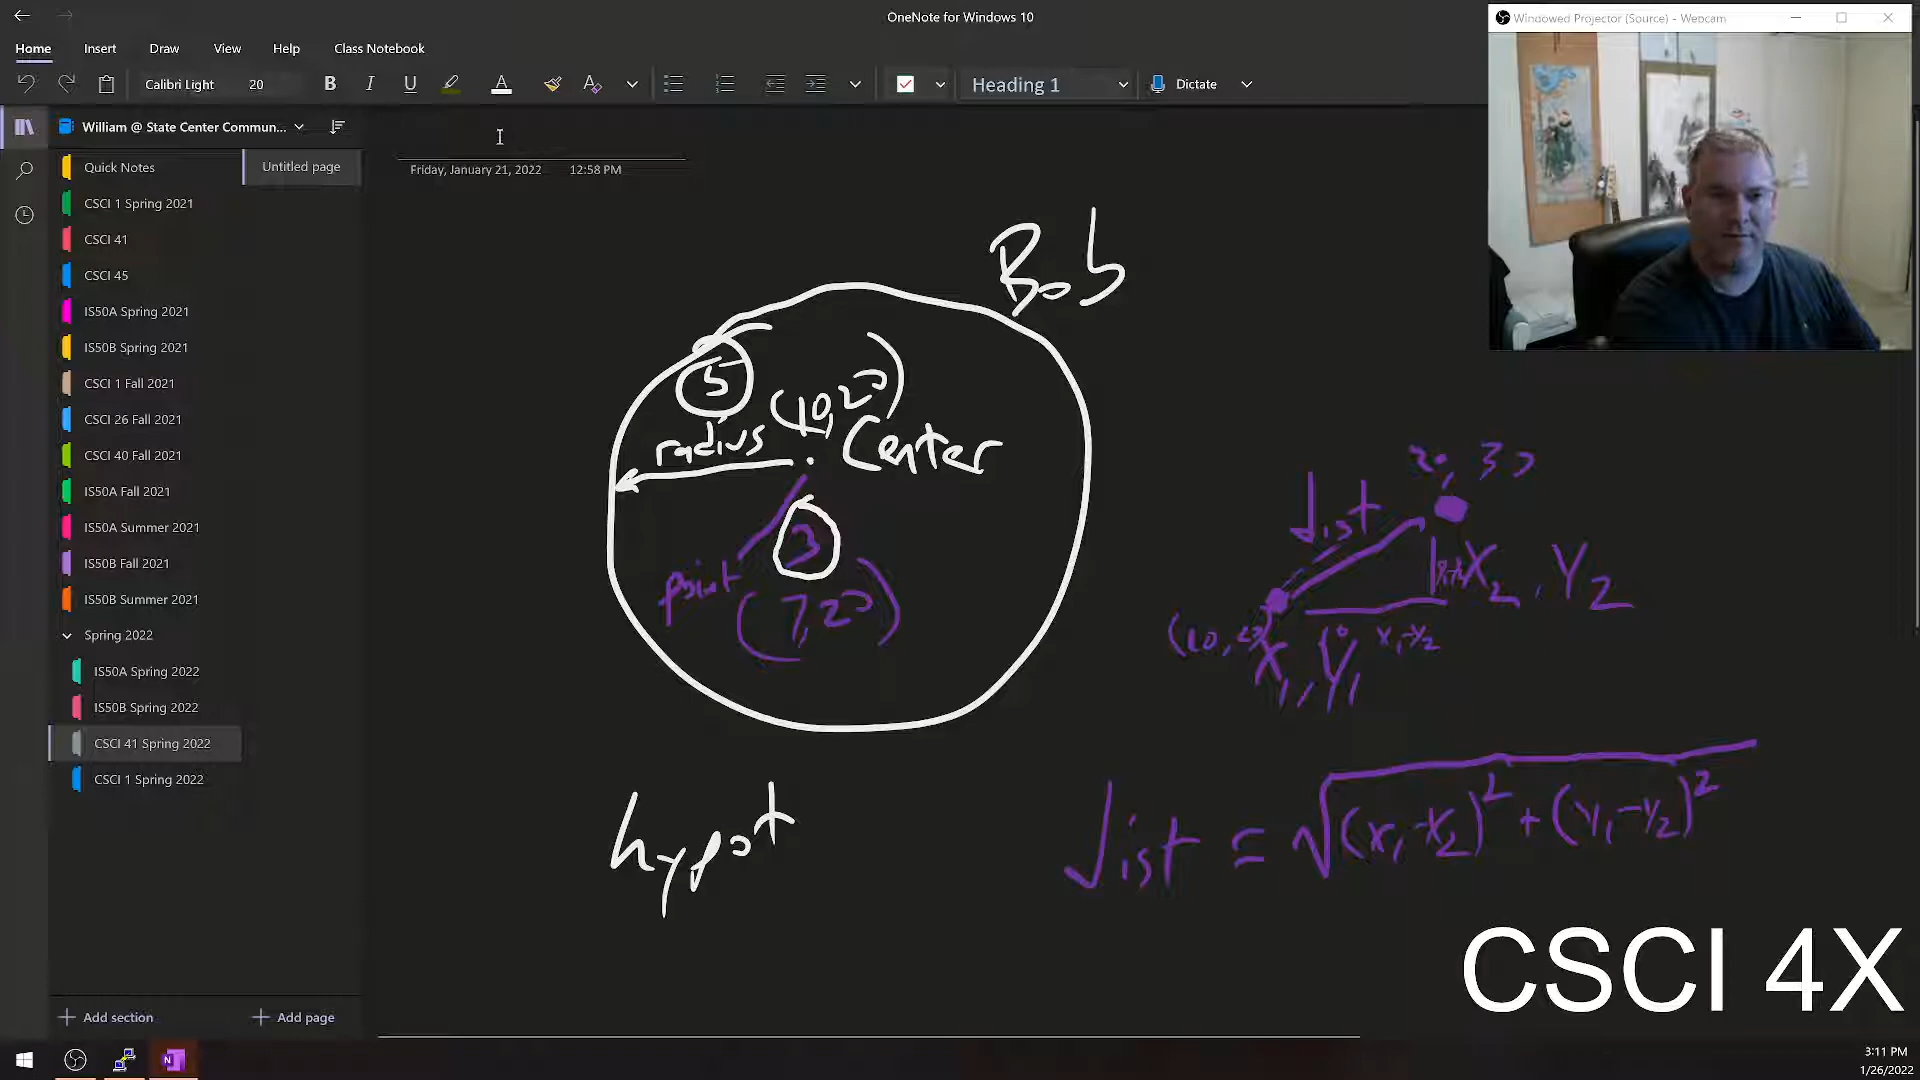 OneNote for Windows 10
Windowed Projector (Source) - Webcam
Home Insert Draw View Help Class Notebook
Calibri Light 20 B I U A Heading 1 Dictate
William @ State Center Commun...
Quick Notes
CSCI 1 Spring 2021
CSCI 41
CSCI 45
IS50A Spring 2021
IS50B Spring 2021
CSCI 1 Fall 2021
CSCI 26 Fall 2021
CSCI 40 Fall 2021
IS50A Fall 2021
IS50A Summer 2021
IS50B Fall 2021
IS50B Summer 2021
Spring 2022
IS50A Spring 2022
IS50B Spring 2022
CSCI 41 Spring 2022
CSCI 1 Spring 2022
Add section
Add page
Untitled page
Friday, January 21, 2022 12:58 PM
Bob
5
(10, 20)
radius
Center
3
point
(7, 20)
hypot
20, 30
dist
X2, Y2
(10, 20)
X1, Y1
x1-x2
dist = √(x1-x2)² + (y1-y2)²
CSCI 4X
3:11 PM
1/26/2022